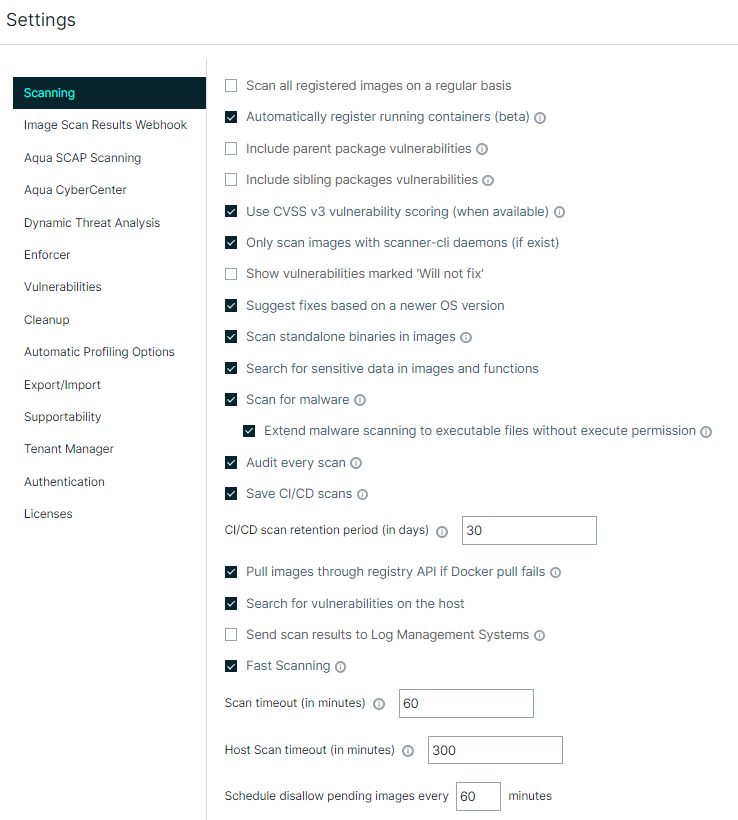 Settings
Scanning
Image Scan Results Webhook
Aqua SCAP Scanning
Aqua CyberCenter
Dynamic Threat Analysis
Enforcer
Vulnerabilities
Cleanup
Automatic Profiling Options
Export/Import
Supportability
Tenant Manager
Authentication
Licenses
Scan all registered images on a regular basis
Automatically register running containers (beta)
Include parent package vulnerabilities
Include sibling packages vulnerabilities
Use CVSS v3 vulnerability scoring (when available)
Only scan images with scanner-cli daemons (if exist)
Show vulnerabilities marked 'Will not fix'
Suggest fixes based on a newer OS version
Scan standalone binaries in images
Search for sensitive data in images and functions
Scan for malware
Extend malware scanning to executable files without execute permission
Audit every scan
Save CI/CD scans
CI/CD scan retention period (in days) 30
Pull images through registry API if Docker pull fails
Search for vulnerabilities on the host
Send scan results to Log Management Systems
Fast Scanning
Scan timeout (in minutes) 60
Host Scan timeout (in minutes) 300
Schedule disallow pending images every 60 minutes